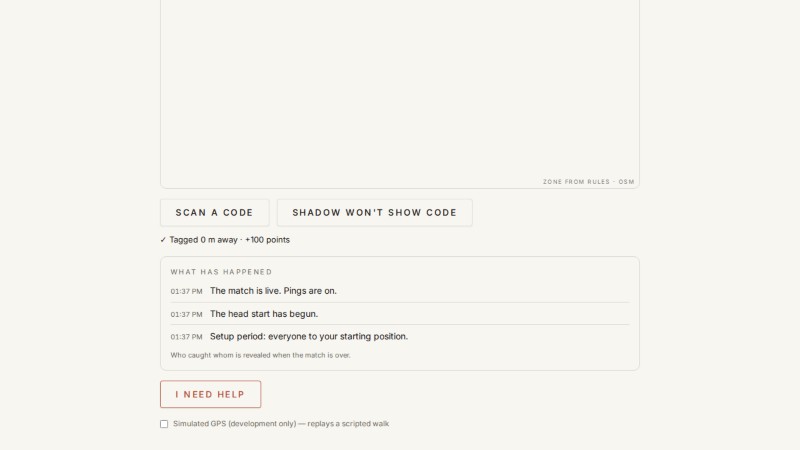 ZONE FROM RULES · OSM
SCAN A CODE
SHADOW WON'T SHOW CODE
✓ Tagged 0 m away · +100 points
WHAT HAS HAPPENED
01:37 PM The match is live. Pings are on.
01:37 PM The head start has begun.
01:37 PM Setup period: everyone to your starting position.
Who caught whom is revealed when the match is over.
I NEED HELP
Simulated GPS (development only) — replays a scripted walk